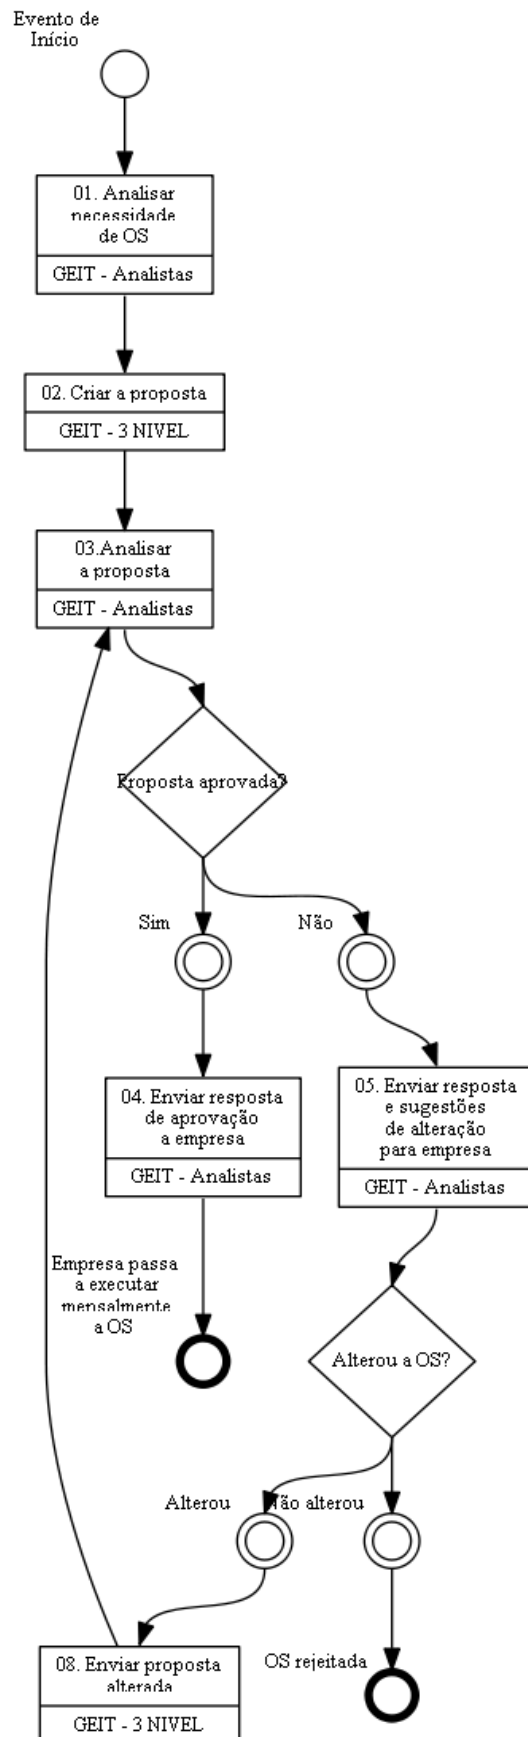 Evento de
Início
01. Analisar
necessidade
de OS
GEIT - Analistas
02. Criar a proposta
GEIT - 3 NIVEL
03.Analisar
a proposta
GEIT - Analistas
Proposta aprovada?
Sim
Não
04. Enviar resposta
de aprovação
a empresa
GEIT - Analistas
05. Enviar resposta
e sugestões
de alteração
para empresa
GEIT - Analistas
Empresa passa
a executar
mensalmente
a OS
Alterou a OS?
Alterou
Não alterou
08. Enviar proposta
alterada
GEIT - 3 NIVEL
OS rejeitada